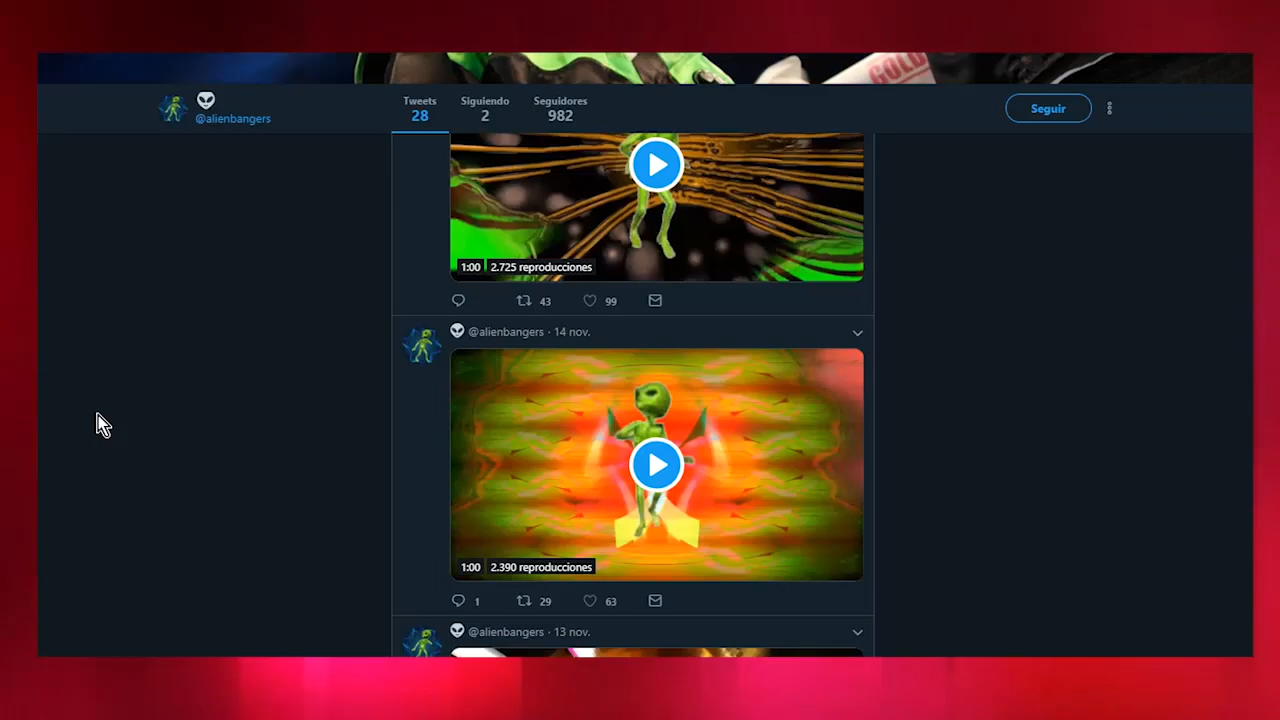 GOLD
@alienbangers
Tweets
28
Siguiendo
2
Seguidores
982
Seguir
1:00 2.725 reproducciones
43 99
@alienbangers · 14 nov.
1:00 2.390 reproducciones
1 29 63
@alienbangers · 13 nov.